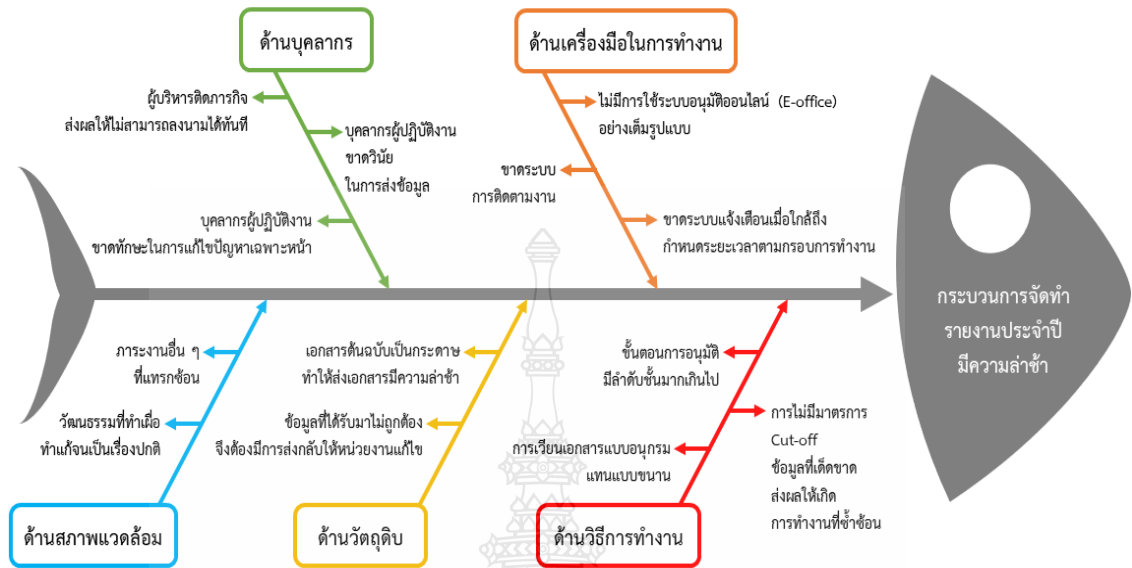 ด้านบุคลากร
ผู้บริหารติดภารกิจ
ส่งผลให้ไม่สามารถลงนามได้ทันที
บุคลากรผู้ปฏิบัติงาน
ขาดวินัย
ในการส่งข้อมูล
บุคลากรผู้ปฏิบัติงาน
ขาดทักษะในการแก้ไขปัญหาเฉพาะหน้า
ด้านเครื่องมือในการทำงาน
ไม่มีการใช้ระบบอนุมัติออนไลน์ (E-office)
อย่างเต็มรูปแบบ
ขาดระบบ
การติดตามงาน
ขาดระบบแจ้งเตือนเมื่อใกล้ถึง
กำหนดระยะเวลาตามกรอบการทำงาน
กระบวนการจัดทำ
รายงานประจำปี
มีความล่าช้า
ภาระงานอื่น ๆ
ที่แทรกซ้อน
วัฒนธรรมที่ทำเผื่อ
ทำแก้จนเป็นเรื่องปกติ
ด้านสภาพแวดล้อม
เอกสารต้นฉบับเป็นกระดาษ
ทำให้ส่งเอกสารมีความล่าช้า
ข้อมูลที่ได้รับมาไม่ถูกต้อง
จึงต้องมีการส่งกลับให้หน่วยงานแก้ไข
ด้านวัตถุดิบ
ขั้นตอนการอนุมัติ
มีลำดับชั้นมากเกินไป
การไม่มีมาตรการ
Cut-off
ข้อมูลที่เด็ดขาด
ส่งผลให้เกิด
การทำงานที่ซ้ำซ้อน
การเวียนเอกสารแบบอนุกรม
แทนแบบขนาน
ด้านวิธีการทำงาน